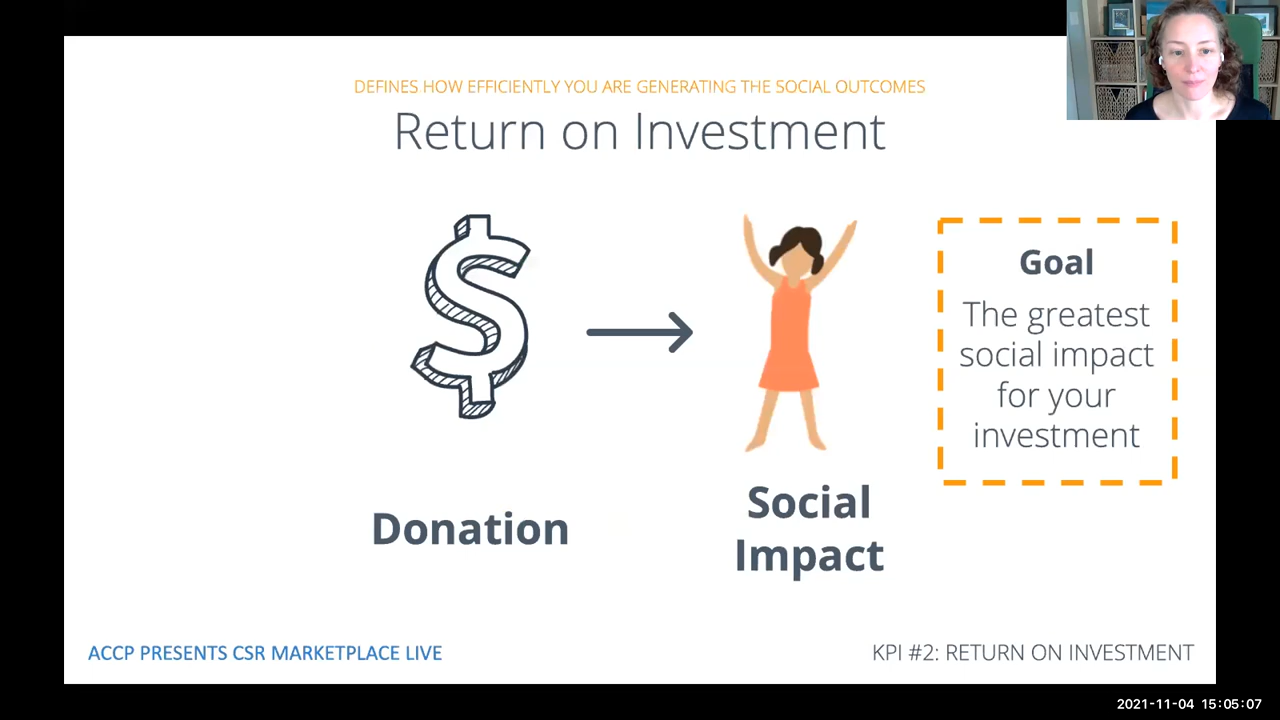 DEFINES HOW EFFICIENTLY YOU ARE GENERATING THE SOCIAL OUTCOMES
Return on Investment
Goal
The greatest
social impact
for your
investment
Donation
Social
Impact
ACCP PRESENTS CSR MARKETPLACE LIVE
KPI #2: RETURN ON INVESTMENT
2021-11-04 15:05:07